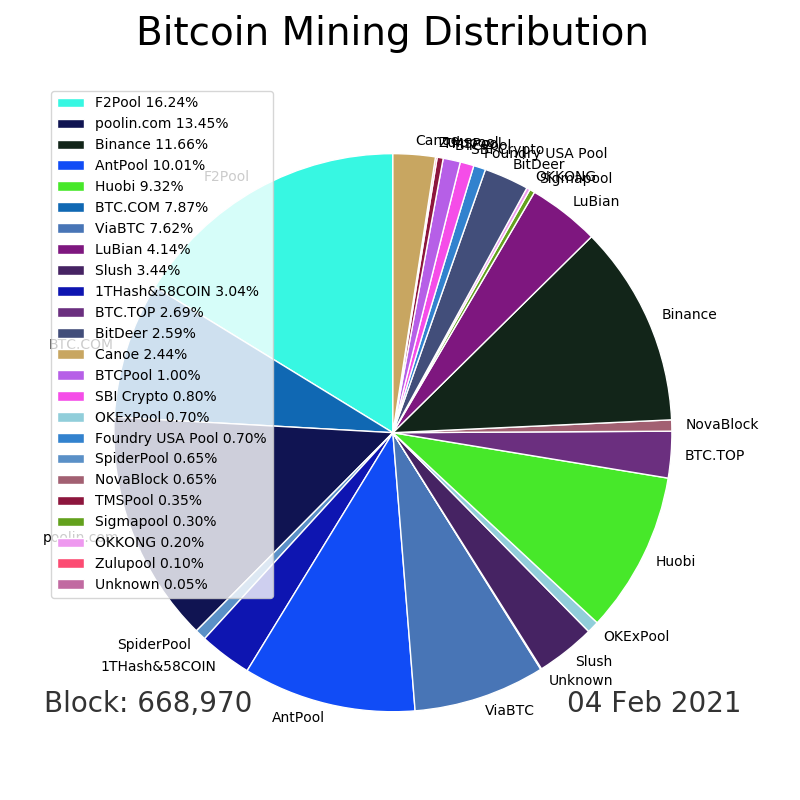 Bitcoin Mining Distribution
F2Pool 16.24%
poolin.com 13.45%
Binance 11.66%
AntPool 10.01%
Huobi 9.32%
BTC.COM 7.87%
ViaBTC 7.62%
LuBian 4.14%
Slush 3.44%
1THash&58COIN 3.04%
BTC.TOP 2.69%
BitDeer 2.59%
Canoe 2.44%
BTCPool 1.00%
SBI Crypto 0.80%
OKExPool 0.70%
Foundry USA Pool 0.70%
SpiderPool 0.65%
NovaBlock 0.65%
TMSPool 0.35%
Sigmapool 0.30%
OKKONG 0.20%
Zulupool 0.10%
Unknown 0.05%
F2Pool
BTC.COM
poolin.com
SpiderPool
1THash&58COIN
AntPool
ViaBTC
Unknown
Slush
OKExPool
Huobi
BTC.TOP
NovaBlock
Binance
LuBian
Sigmapool
OKKONG
BitDeer
Foundry USA Pool
SBI Crypto
Canoe
Block: 668,970
04 Feb 2021